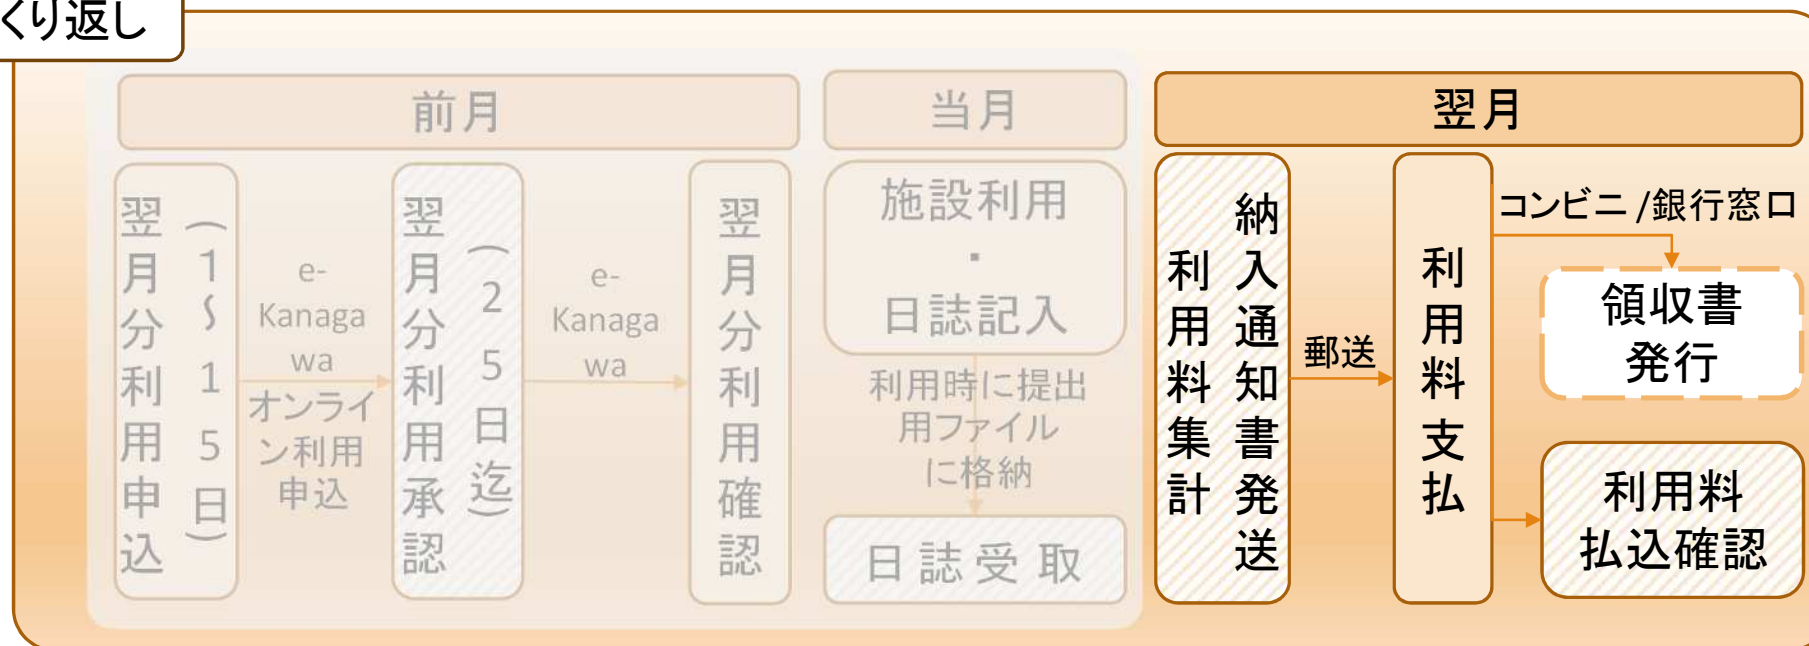 くり返し
前月
翌月分利用申込
(1~15日)
e-
Kanaga
wa
オンライ
ン利用
申込
翌月分利用承認
(25日迄)
e-
Kanaga
wa
翌月分利用確認
当月
施設利用
・
日誌記入
利用時に提出
用ファイル
に格納
日誌受取
翌月
納入通知書発送
利用料集計
郵送
利用料支払
コンビニ/銀行窓口
領収書
発行
利用料
払込確認